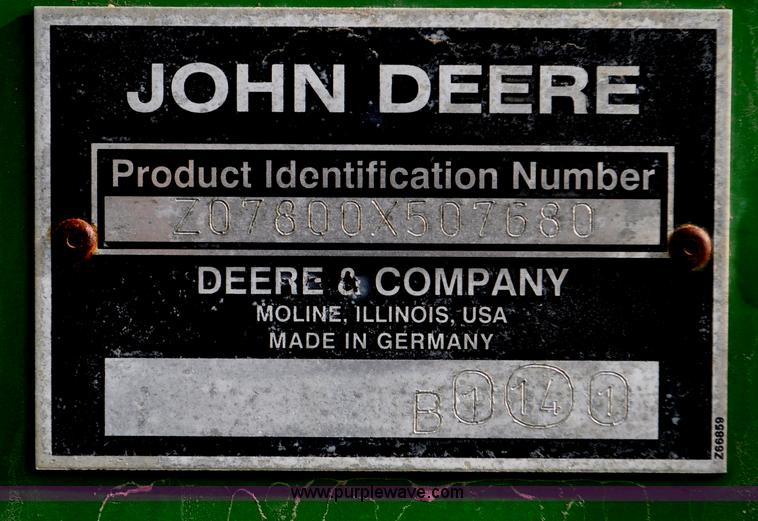 JOHN DEERE
Product Identification Number
Z07800X507680
DEERE & COMPANY
MOLINE, ILLINOIS, USA
MADE IN GERMANY
B 1 14 1
Z66859
www.purplewave.com